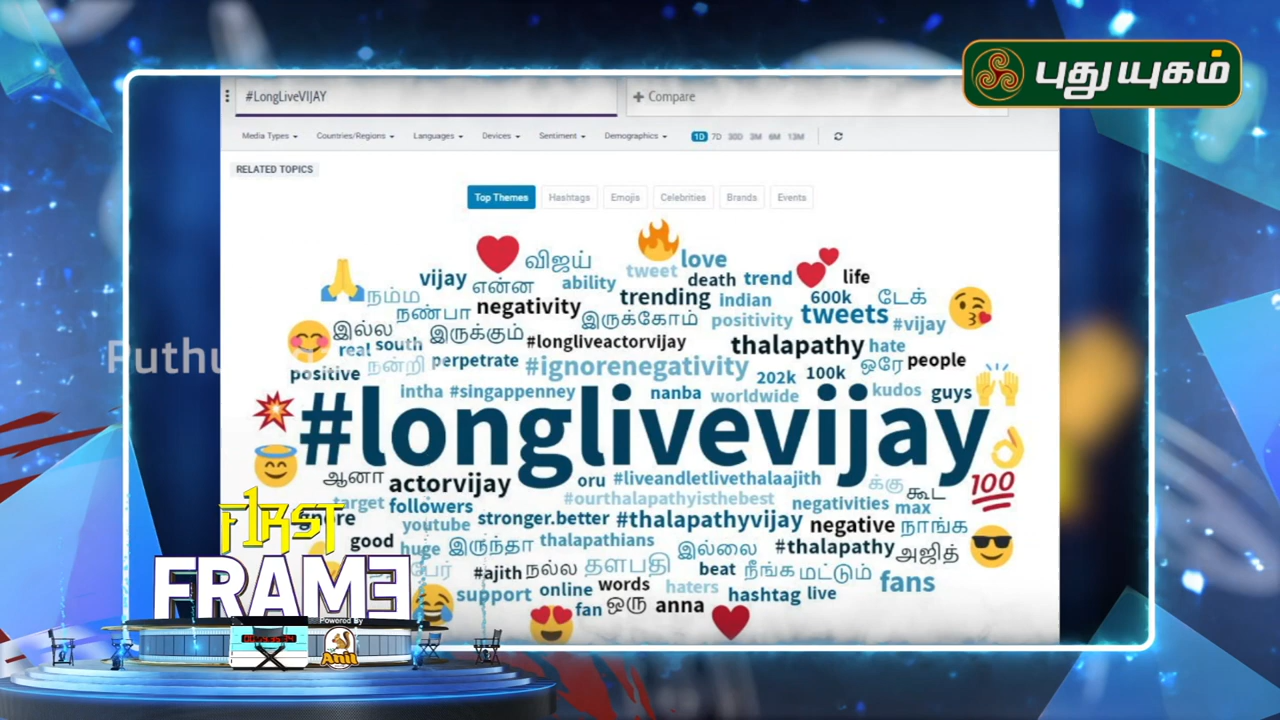 புதுயுகம்
#LongLiveVIJAY
+ Compare
Media Types Countries/Regions Languages Devices Sentiment Demographics 1D 7D 30D 3M 6M 13M
RELATED TOPICS
Top Themes Hashtags Emojis Celebrities Brands Events
விஜய் love
vijay என்ன ability tweet death trend life
நம்ம negativity trending indian 600k டேக்
நண்பா இருக்கும் இருக்கோம் positivity tweets #vijay
இல்ல #longliveactorvijay thalapathy hate
Puthu
real south நன்றி perpetrate #ignorenegativity ஒரே people
positive 202k 100k
intha #singappenney nanba worldwide kudos guys
#longlivevijay
ஆனா actorvijay oru #liveandletlivethalaajith க்கு கூட
target followers #ourthalapathyisthebest negativities max
youtube stronger.better #thalapathyvijay negative நாங்க
good huge இருந்தா thalapathians இல்லை #thalapathy அஜித்
பேர் #ajith நல்ல தளபதி beat நீங்க மட்டும் fans
support online words haters hashtag live
fan ஒரு anna
100
F1RST
FRAME
Powered By
Anil